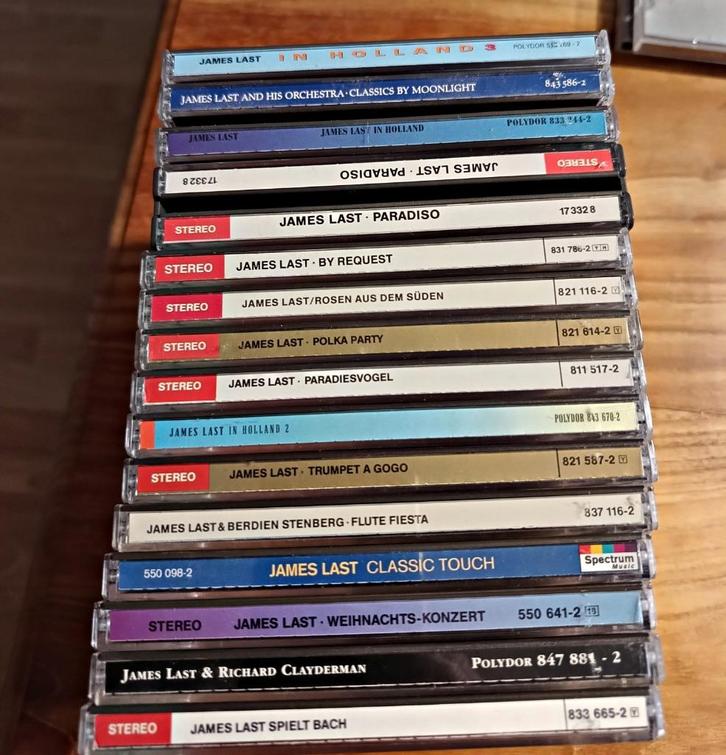 JAMES LAST IN HOLLAND 3 POLYDOR
JAMES LAST AND HIS ORCHESTRA · CLASSICS BY MOONLIGHT 843 586-2
JAMES LAST JAMES LAST IN HOLLAND POLYDOR 833 244-2
STEREO JAMES LAST · PARADISO 17332 8
STEREO JAMES LAST · PARADISO 17332 8
STEREO JAMES LAST · BY REQUEST 831 786-2 Y H
STEREO JAMES LAST/ROSEN AUS DEM SÜDEN 821 116-2 Y
STEREO JAMES LAST · POLKA PARTY 821 614-2 Y
STEREO JAMES LAST · PARADIESVOGEL 811 517-2
JAMES LAST IN HOLLAND 2 POLYDOR 843 670-2
STEREO JAMES LAST · TRUMPET A GOGO 821 587-2 Y
JAMES LAST & BERDIEN STENBERG · FLUTE FIESTA 837 116-2
550 098-2 JAMES LAST CLASSIC TOUCH Spectrum
Music
STEREO JAMES LAST · WEIHNACHTS-KONZERT 550 641-2
JAMES LAST & RICHARD CLAYDERMAN POLYDOR 847 881 - 2
STEREO JAMES LAST SPIELT BACH 833 665-2 Y